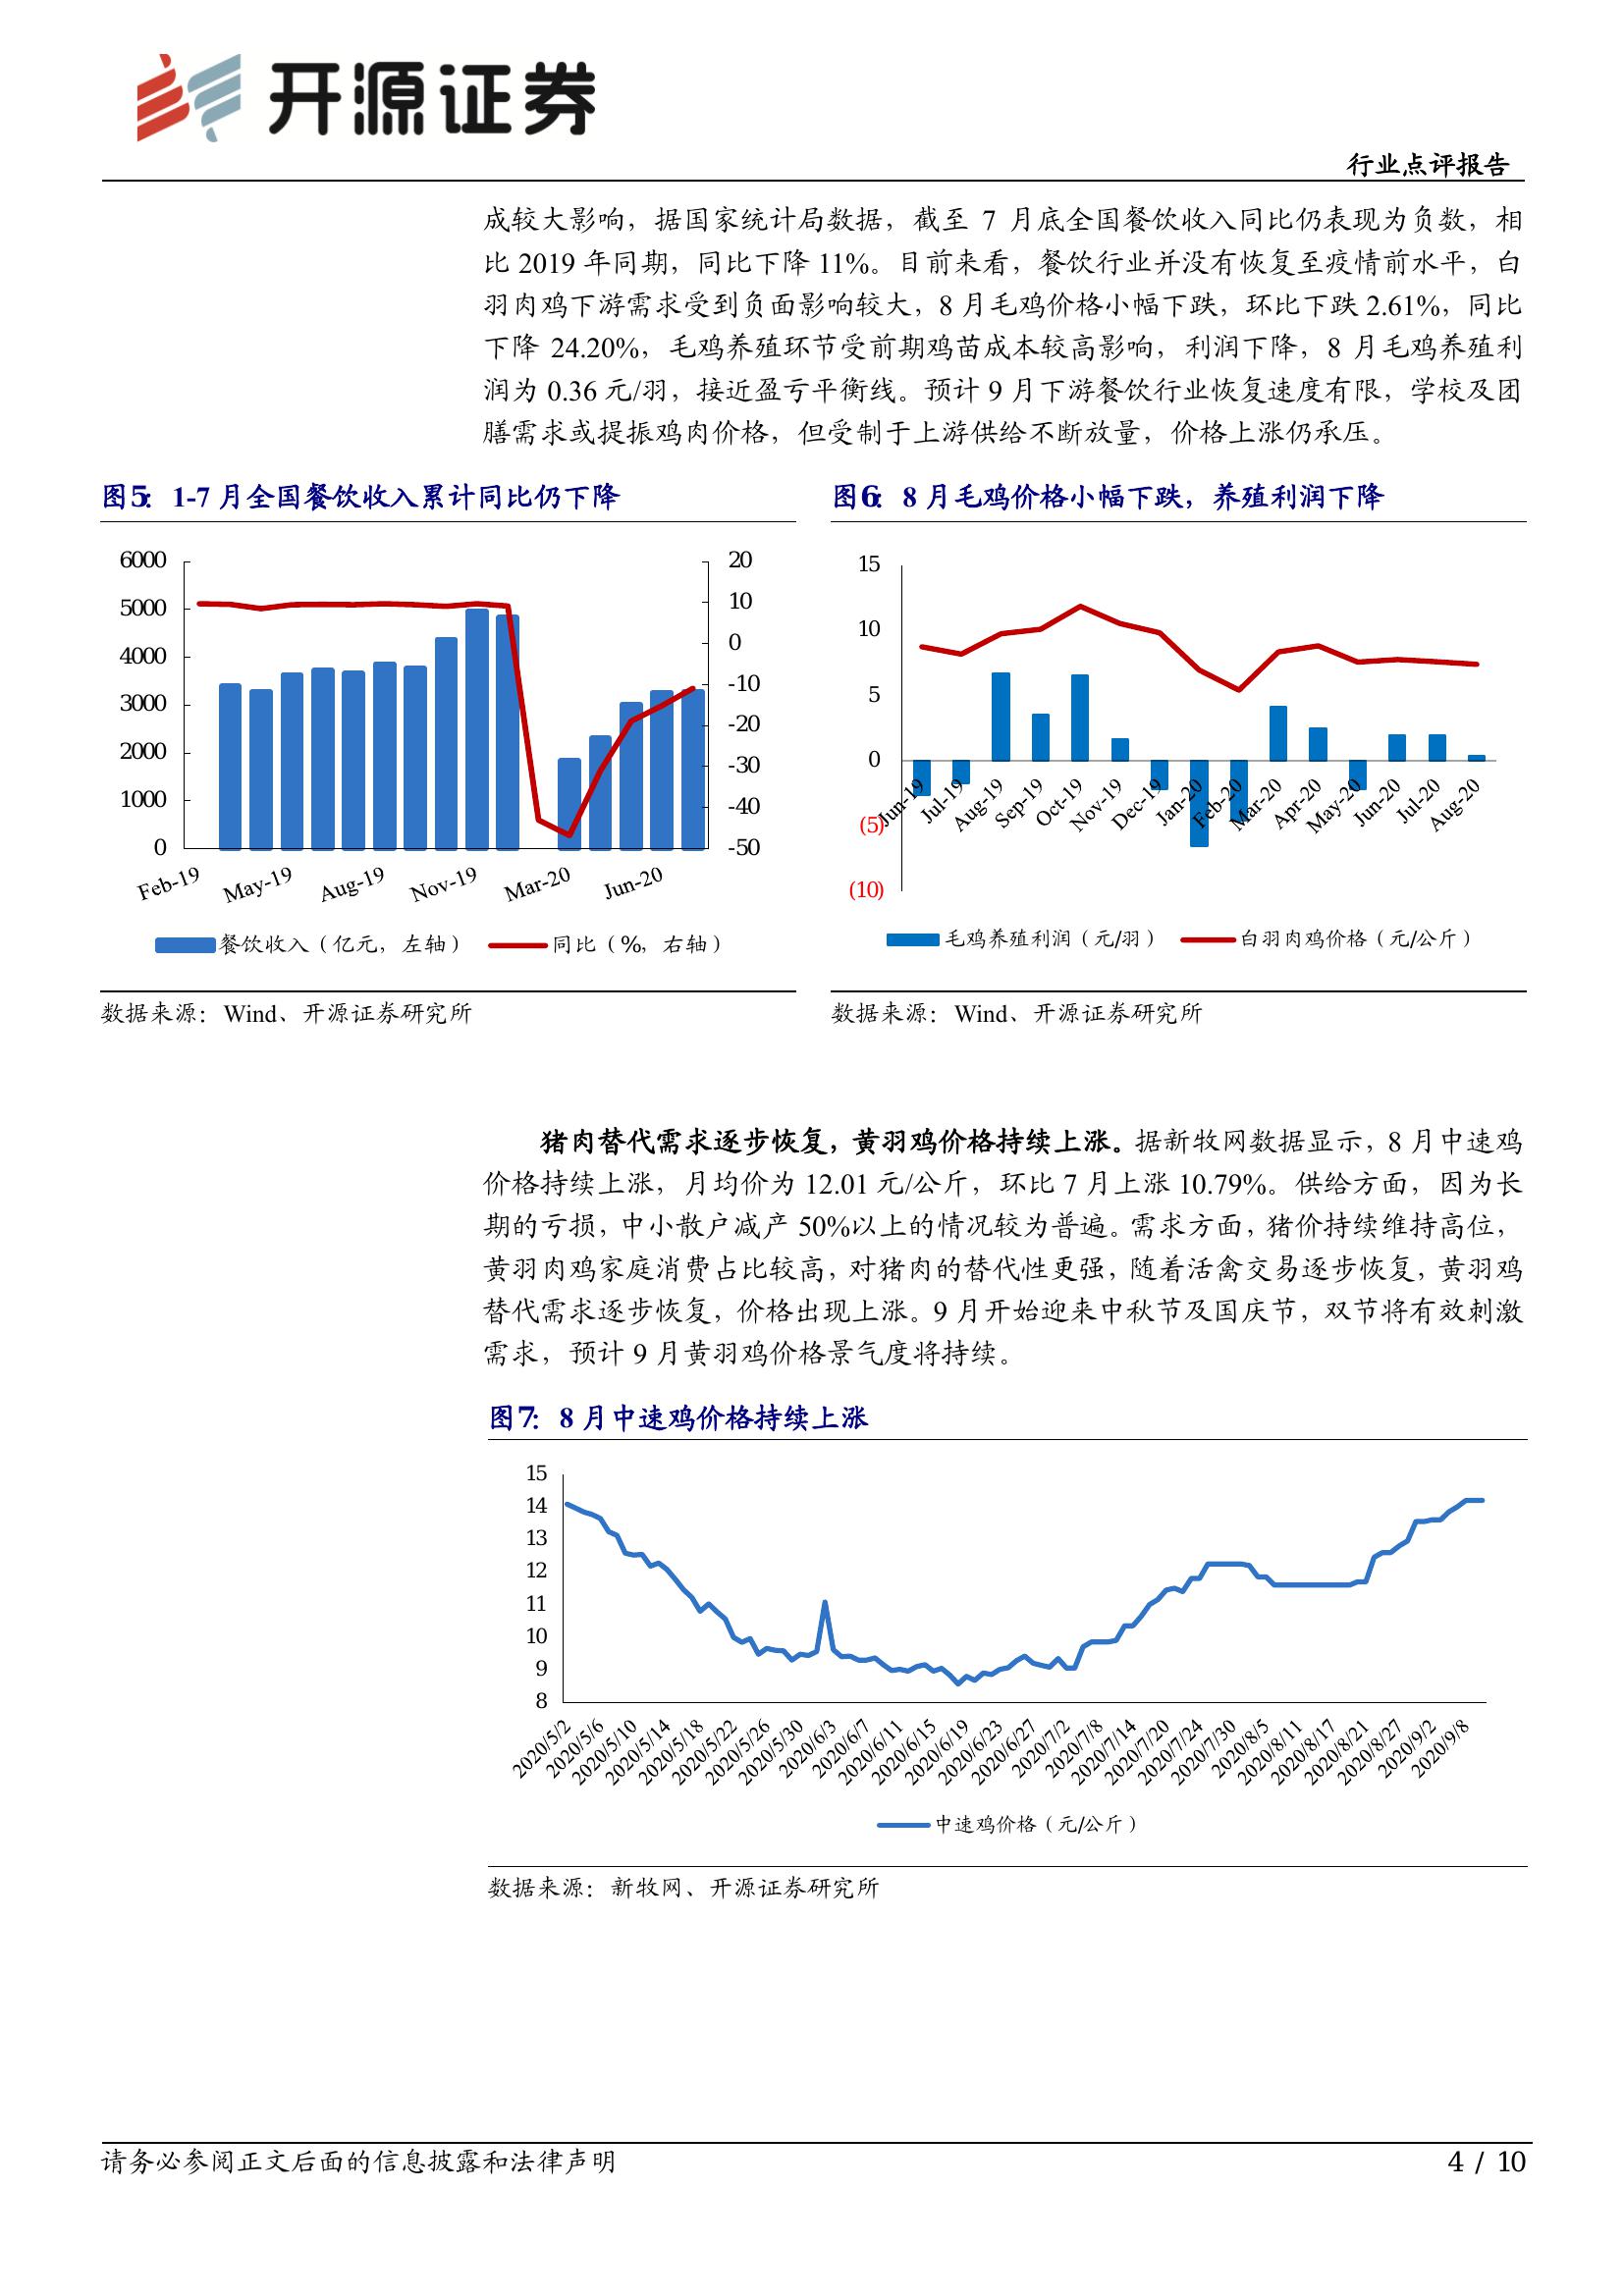 开源证券
行业点评报告
成较大影响，据国家统计局数据，截至 7 月底全国餐饮收入同比仍表现为负数，相
比 2019 年同期，同比下降 11%。目前来看，餐饮行业并没有恢复至疫情前水平，白
羽肉鸡下游需求受到负面影响较大，8 月毛鸡价格小幅下跌，环比下跌 2.61%，同比
下降 24.20%，毛鸡养殖环节受前期鸡苗成本较高影响，利润下降，8 月毛鸡养殖利
润为 0.36 元/羽，接近盈亏平衡线。预计 9 月下游餐饮行业恢复速度有限，学校及团
膳需求或提振鸡肉价格，但受制于上游供给不断放量，价格上涨仍承压。
图5：1-7 月全国餐饮收入累计同比仍下降
6000
5000
4000
3000
2000
1000
0
20
10
0
-10
-20
-30
-40
-50
Feb-19
May-19
Aug-19
Nov-19
Mar-20
Jun-20
餐饮收入（亿元，左轴）
同比（%，右轴）
数据来源：Wind、开源证券研究所
图6：8 月毛鸡价格小幅下跌，养殖利润下降
15
10
5
0
(5)
(10)
Jun-19
Jul-19
Aug-19
Sep-19
Oct-19
Nov-19
Dec-19
Jan-20
Feb-20
Mar-20
Apr-20
May-20
Jun-20
Jul-20
Aug-20
毛鸡养殖利润（元/羽）
白羽肉鸡价格（元/公斤）
数据来源：Wind、开源证券研究所
猪肉替代需求逐步恢复，黄羽鸡价格持续上涨。据新牧网数据显示，8 月中速鸡
价格持续上涨，月均价为 12.01 元/公斤，环比 7 月上涨 10.79%。供给方面，因为长
期的亏损，中小散户减产 50%以上的情况较为普遍。需求方面，猪价持续维持高位，
黄羽肉鸡家庭消费占比较高，对猪肉的替代性更强，随着活禽交易逐步恢复，黄羽鸡
替代需求逐步恢复，价格出现上涨。9 月开始迎来中秋节及国庆节，双节将有效刺激
需求，预计 9 月黄羽鸡价格景气度将持续。
图7：8 月中速鸡价格持续上涨
15
14
13
12
11
10
9
8
2020/5/2
2020/5/6
2020/5/10
2020/5/14
2020/5/18
2020/5/22
2020/5/26
2020/5/30
2020/6/3
2020/6/7
2020/6/11
2020/6/15
2020/6/19
2020/6/23
2020/6/27
2020/7/2
2020/7/8
2020/7/14
2020/7/20
2020/7/24
2020/7/30
2020/8/5
2020/8/11
2020/8/17
2020/8/21
2020/8/27
2020/9/2
2020/9/8
中速鸡价格（元/公斤）
数据来源：新牧网、开源证券研究所
请务必参阅正文后面的信息披露和法律声明
4 / 10